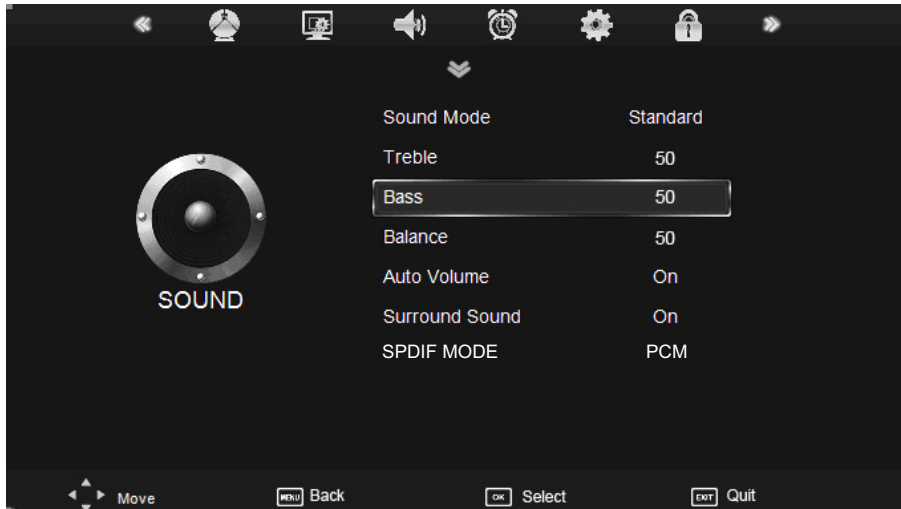 Sound Mode Standard
Treble 50
Bass 50
Balance 50
Auto Volume On
Surround Sound On
SPDIF MODE PCM
SOUND
Move MENU Back OK Select EXIT Quit